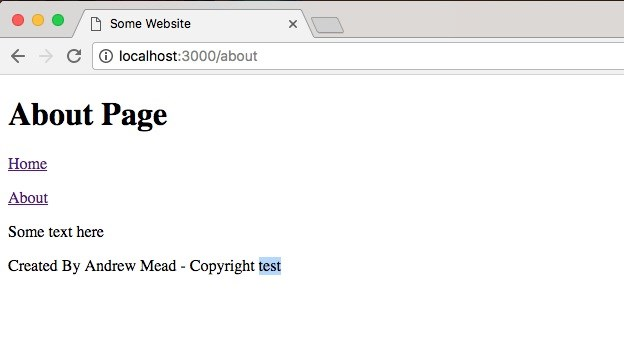 Some Website
localhost:3000/about
About Page
Home
About
Some text here
Created By Andrew Mead - Copyright test